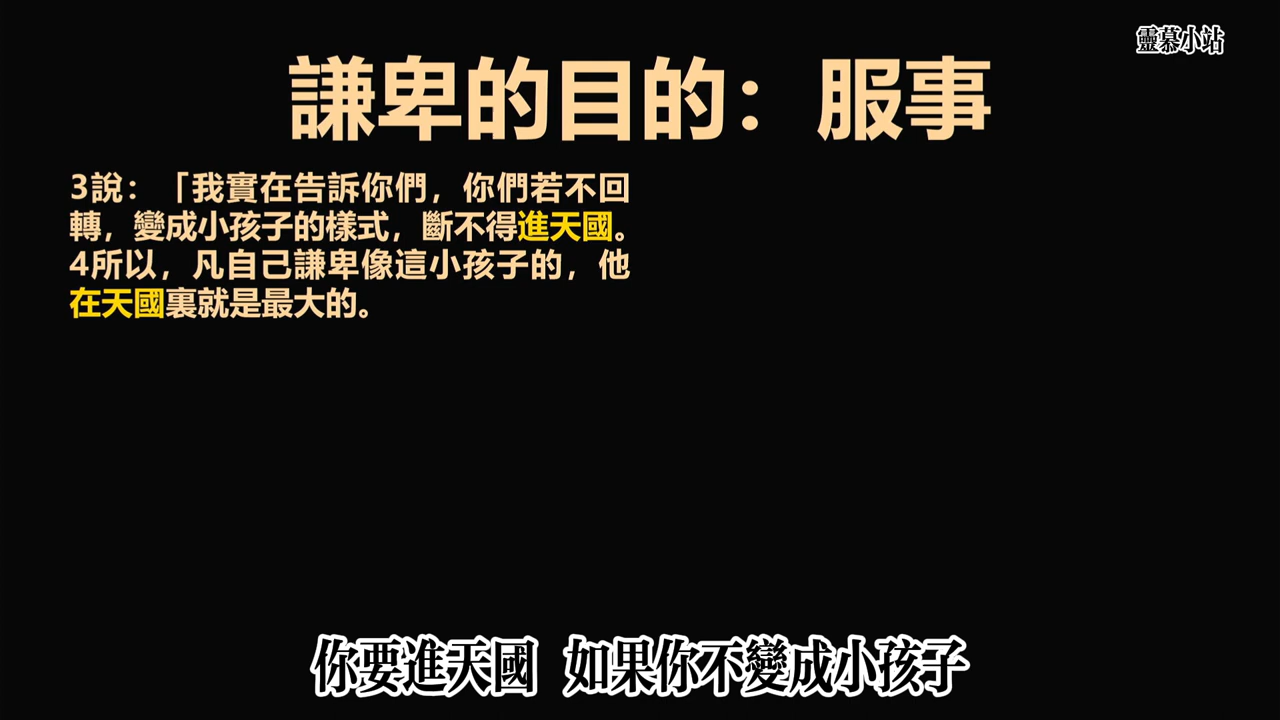 靈慕小站
謙卑的目的：服事
3說：「我實在告訴你們，你們若不回
轉，變成小孩子的樣式，斷不得進天國。
4所以，凡自己謙卑像這小孩子的，他
在天國裏就是最大的。
你要進天國 如果你不變成小孩子